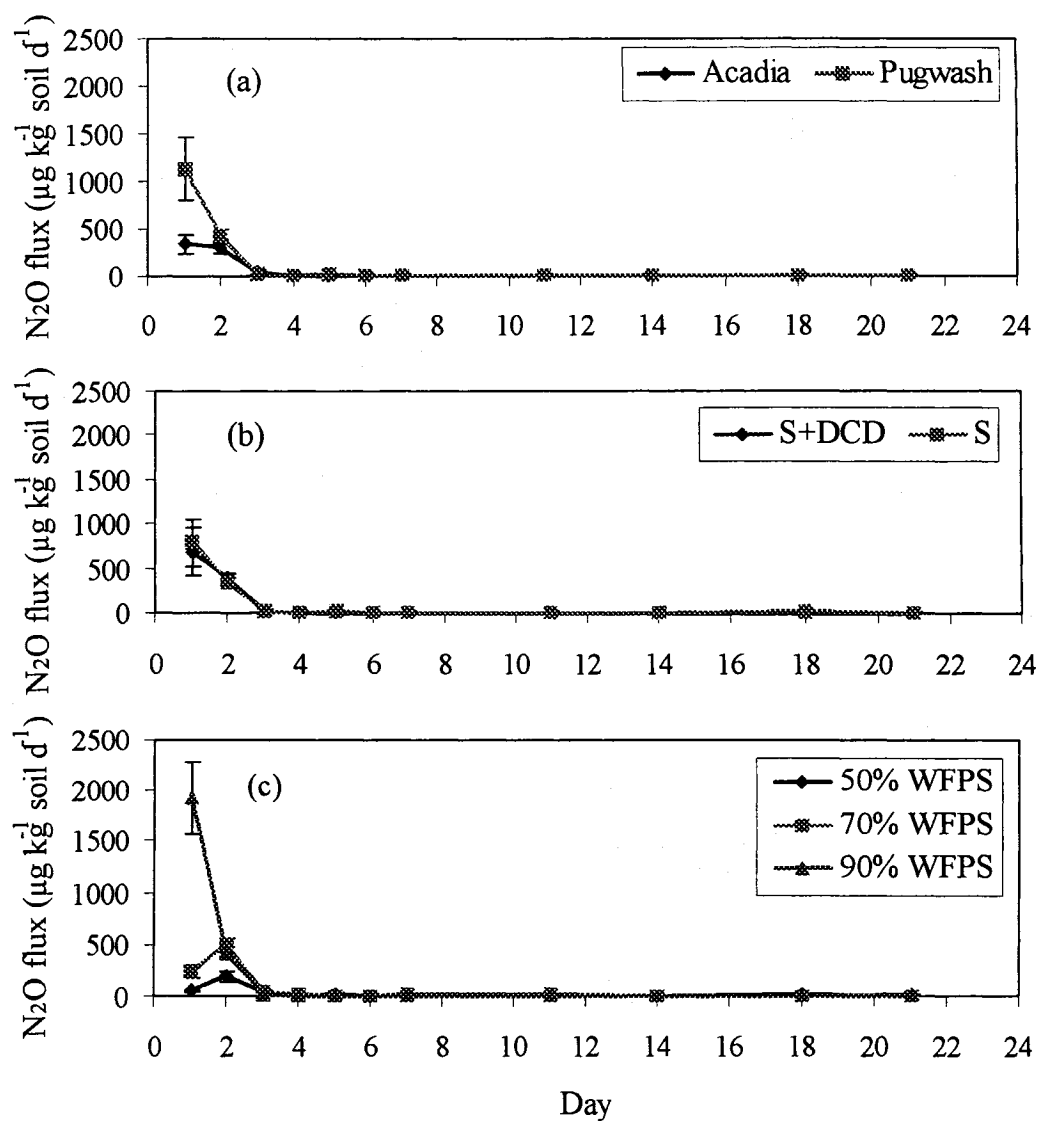 2500
2000
1500
1000
500
0
N2O flux (µg kg-1 soil d-1)
(a)
Acadia Pugwash
0 2 4 6 8 10 12 14 16 18 20 22 24
2500
2000
1500
1000
500
0
N2O flux (µg kg-1 soil d-1)
(b)
S+DCD S
0 2 4 6 8 10 12 14 16 18 20 22 24
2500
2000
1500
1000
500
0
N2O flux (µg kg-1 soil d-1)
(c)
50% WFPS
70% WFPS
90% WFPS
0 2 4 6 8 10 12 14 16 18 20 22 24
Day